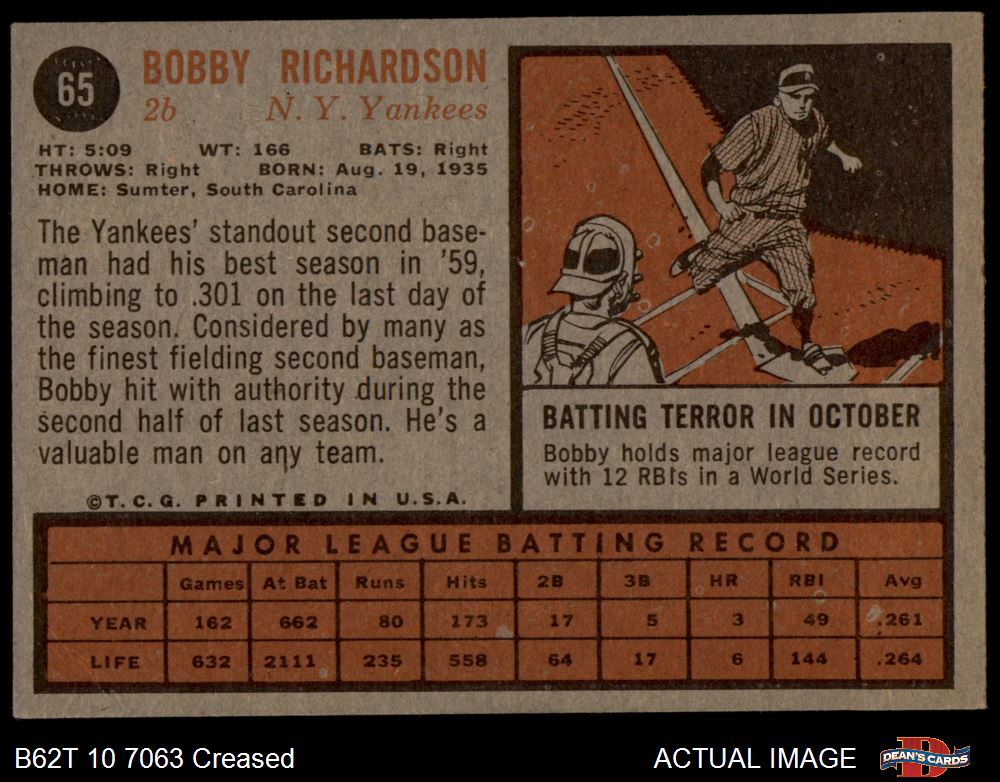 65
BOBBY RICHARDSON
2b N. Y. Yankees
HT: 5:09 WT: 166 BATS: Right
THROWS: Right BORN: Aug. 19, 1935
HOME: Sumter, South Carolina
The Yankees' standout second base-
man had his best season in '59,
climbing to .301 on the last day of
the season. Considered by many as
the finest fielding second baseman,
Bobby hit with authority during the
second half of last season. He's a
valuable man on any team.
©T.C.G. PRINTED IN U.S.A.
BATTING TERROR IN OCTOBER
Bobby holds major league record
with 12 RBIs in a World Series.
MAJOR LEAGUE BATTING RECORD
Games At Bat Runs Hits 2B 3B HR RBI Avg
YEAR 162 662 80 173 17 5 3 49 .261
LIFE 632 2111 235 558 64 17 6 144 .264
B62T 10 7063 Creased
ACTUAL IMAGE
DEAN'S CARDS